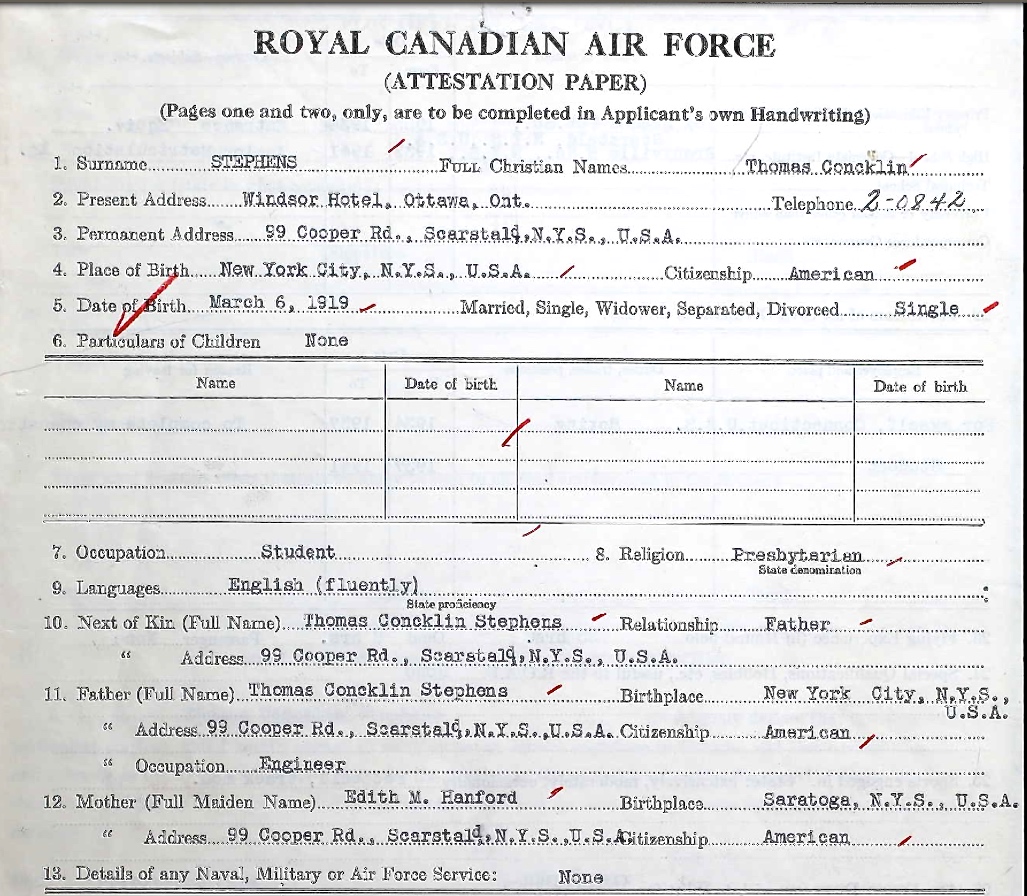 ROYAL CANADIAN AIR FORCE
(ATTESTATION PAPER)
(Pages one and two, only, are to be completed in Applicant's own Handwriting)
1. Surname STEPHENS Full Christian Names Thomas Concklin
2. Present Address Windsor Hotel, Ottawa, Ont. Telephone 2-0842
3. Permanent Address 99 Cooper Rd., Scarstald, N.Y.S., U.S.A.
4. Place of Birth New York City, N.Y.S., U.S.A. Citizenship American
5. Date of Birth March 6, 1919 Married, Single, Widower, Separated, Divorced Single
6. Particulars of Children None
Name Date of birth Name Date of birth
7. Occupation Student 8. Religion Presbyterian
State denomination
9. Languages English (fluently)
State proficiency
10. Next of Kin (Full Name) Thomas Concklin Stephens Relationship Father
" Address 99 Cooper Rd., Scarstald, N.Y.S., U.S.A.
11. Father (Full Name) Thomas Concklin Stephens Birthplace New York City, N.Y.S.,
U.S.A.
" Address 99 Cooper Rd., Scarstald, N.Y.S., U.S.A. Citizenship American
" Occupation Engineer
12. Mother (Full Maiden Name) Edith M. Hanford Birthplace Saratoga, N.Y.S., U.S.A.
" Address 99 Cooper Rd., Scarstald, N.Y.S., U.S.A. Citizenship American
13. Details of any Naval, Military or Air Force Service: None